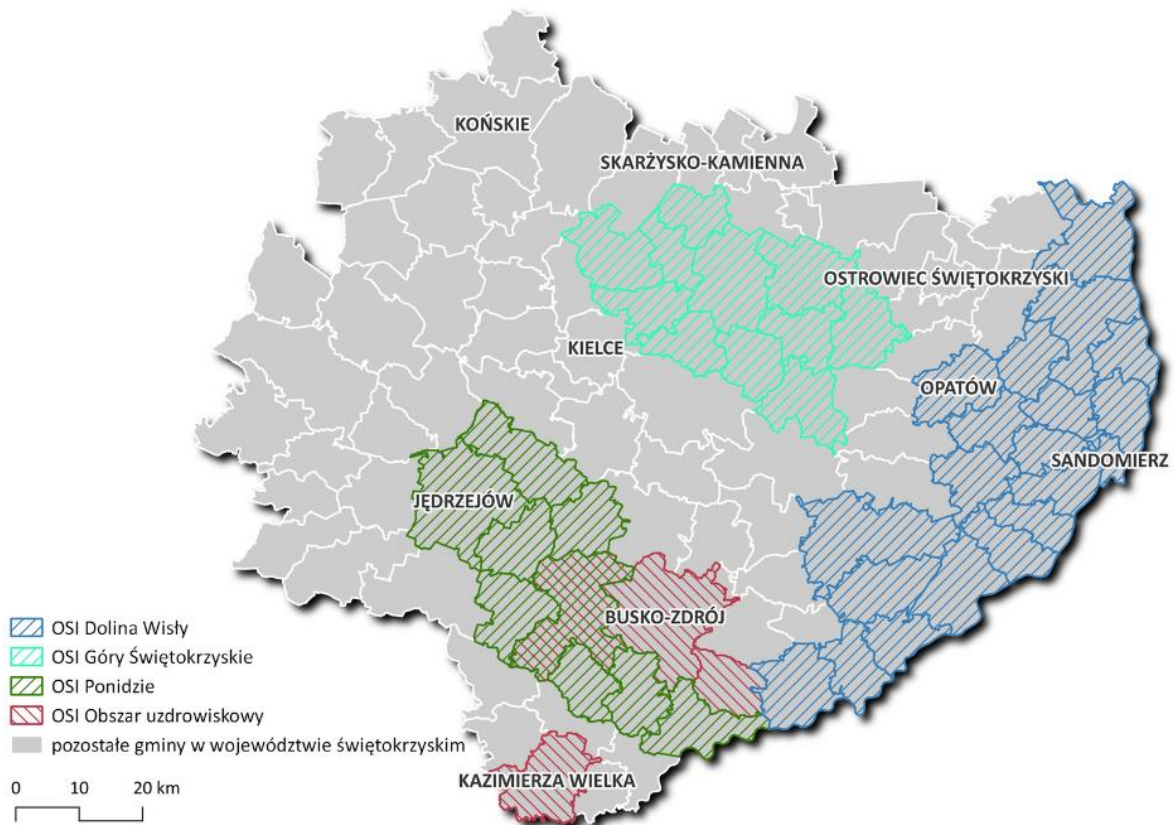 KOŃSKIE
SKARŻYSKO-KAMIENNA
OSTROWIEC ŚWIĘTOKRZYSKI
KIELCE
OPATÓW
SANDOMIERZ
JĘDRZEJÓW
BUSKO-ZDRÓJ
KAZIMIERZA WIELKA
OSI Dolina Wisły
OSI Góry Świętokrzyskie
OSI Ponidzie
OSI Obszar uzdrowiskowy
pozostałe gminy w województwie świętokrzyskim
0 10 20 km